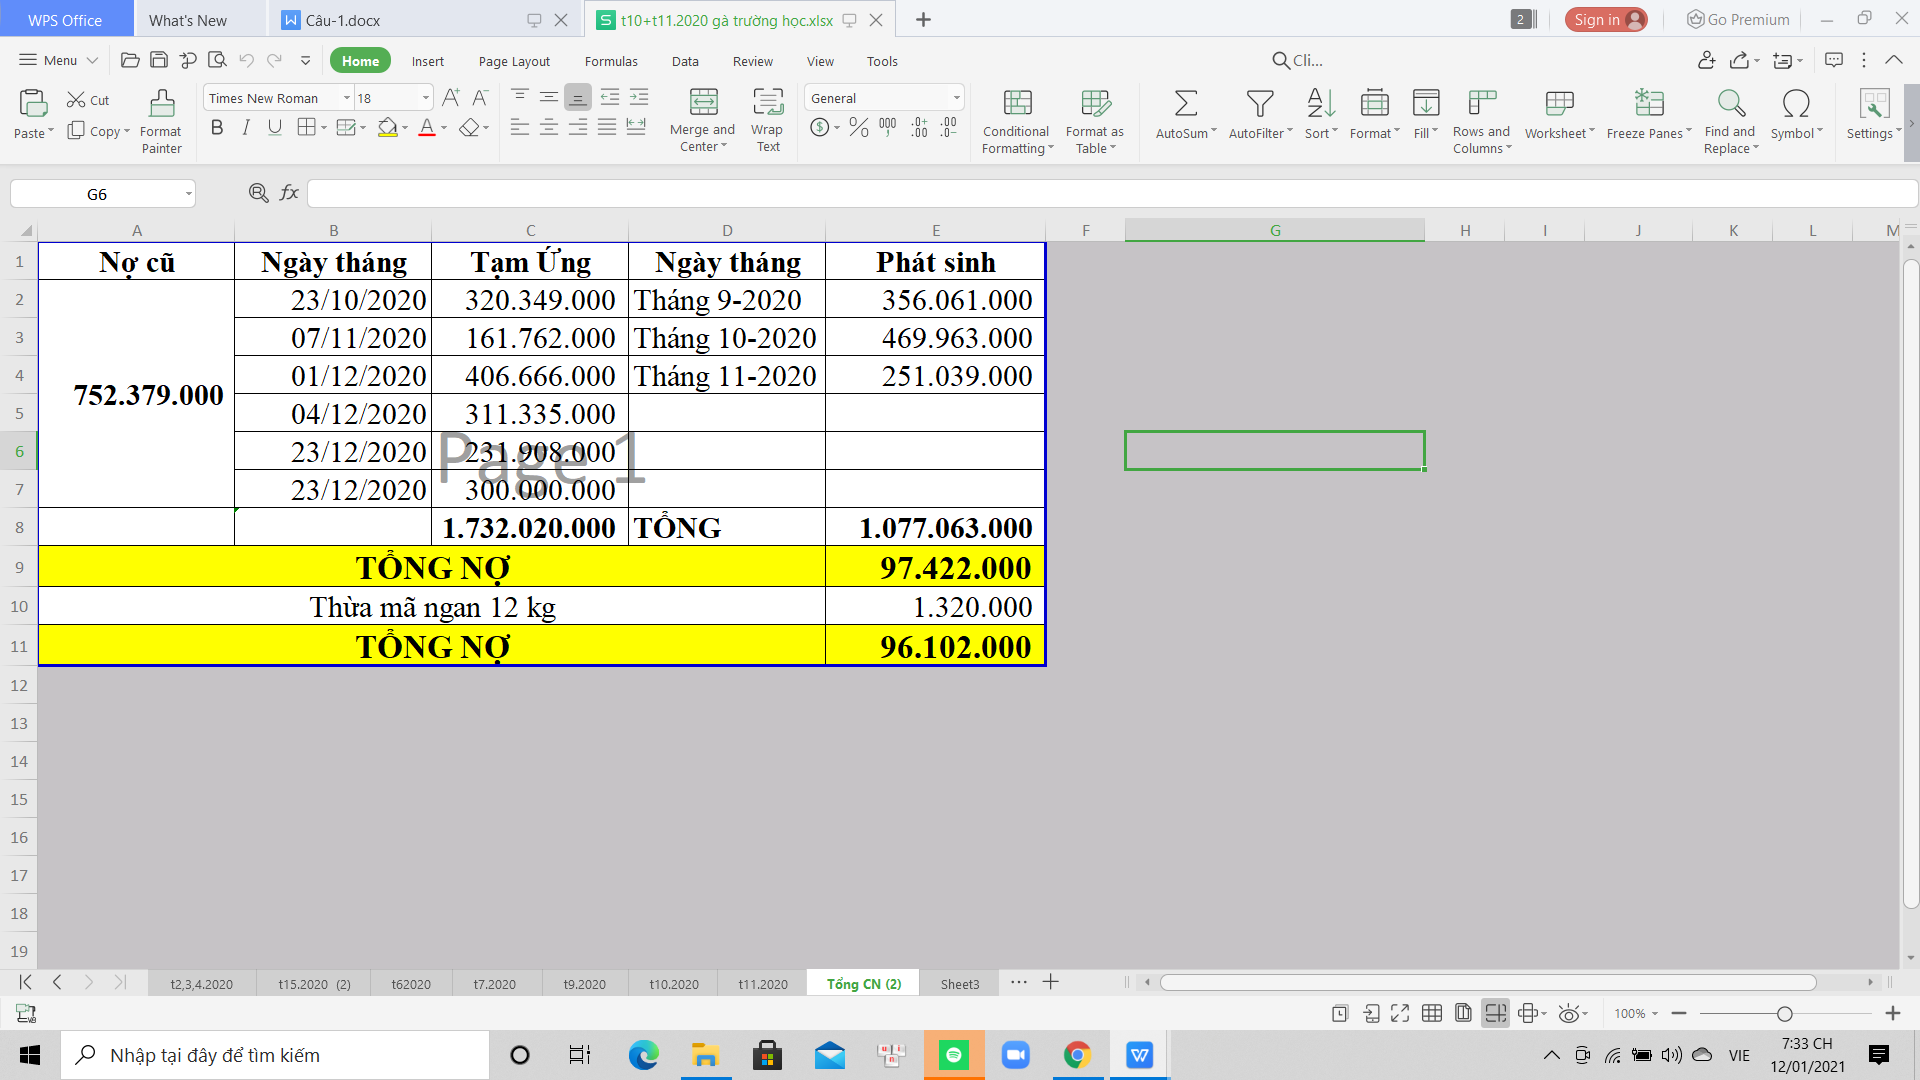 WPS Office What's New Câu-1.docx t10+t11.2020 gà trường học.xlsx 2 Sign in Go Premium
Menu Home Insert Page Layout Formulas Data Review View Tools Cli...
Paste Cut Copy Format Painter Times New Roman 18 Merge and Center Wrap Text General Conditional Formatting Format as Table AutoSum AutoFilter Sort Format Fill Rows and Columns Worksheet Freeze Panes Find and Replace Symbol Settings
G6 fx
A B C D E F G H I J K L M
1 Nợ cũ Ngày tháng Tạm Ứng Ngày tháng Phát sinh
2 23/10/2020 320.349.000 Tháng 9-2020 356.061.000
3 07/11/2020 161.762.000 Tháng 10-2020 469.963.000
4 01/12/2020 406.666.000 Tháng 11-2020 251.039.000
752.379.000
5 04/12/2020 311.335.000
6 23/12/2020 231.908.000
Page 1
7 23/12/2020 300.000.000
8 1.732.020.000 TỔNG 1.077.063.000
9 TỔNG NỢ 97.422.000
10 Thừa mã ngan 12 kg 1.320.000
11 TỔNG NỢ 96.102.000
12
13
14
15
16
17
18
19
t2,3,4.2020 t15.2020 (2) t62020 t7.2020 t9.2020 t10.2020 t11.2020 Tổng CN (2) Sheet3 ...
100%
Nhập tại đây để tìm kiếm VIE 7:33 CH
12/01/2021